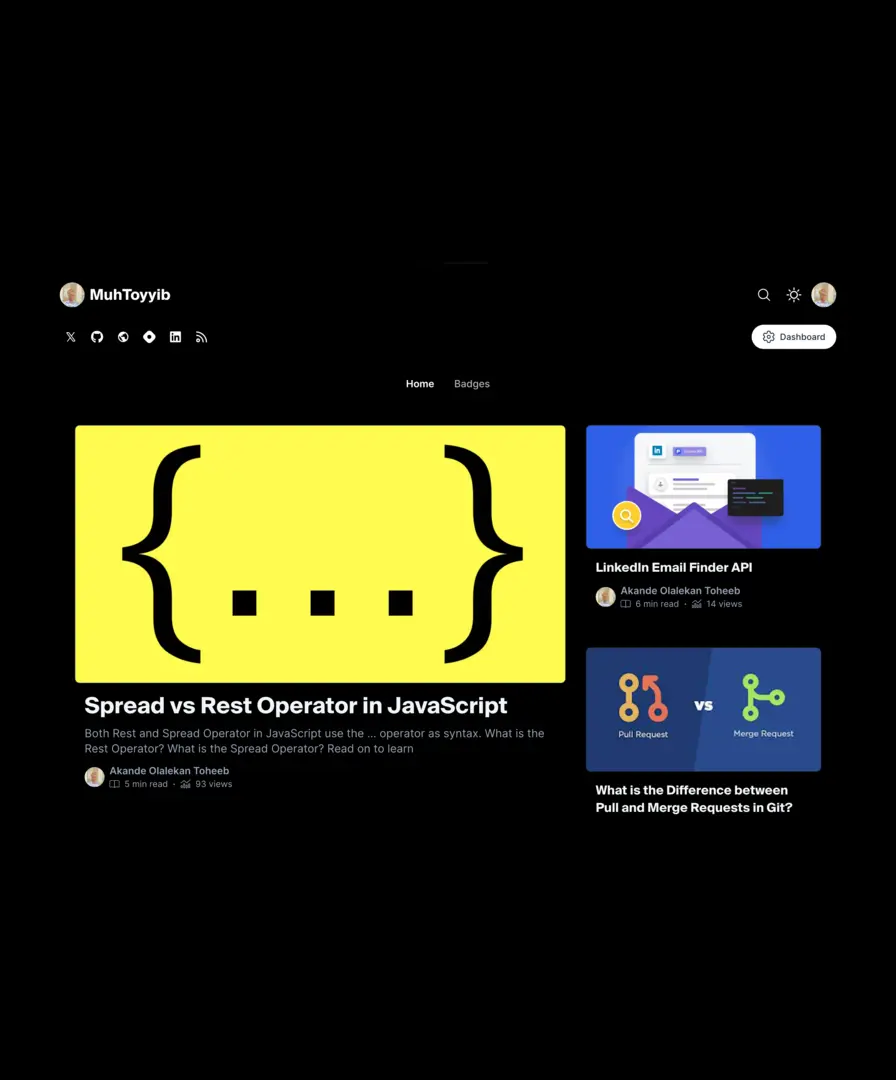 MuhToyyib
Dashboard
Home
Badges
{...}
Spread vs Rest Operator in JavaScript
Both Rest and Spread Operator in JavaScript use the ... operator as syntax. What is the
Rest Operator? What is the Spread Operator? Read on to learn
Akande Olalekan Toheeb
5 min read · 93 views
in
LinkedIn Email Finder API
Akande Olalekan Toheeb
6 min read · 14 views
Pull Request
vs
Merge Request
What is the Difference between
Pull and Merge Requests in Git?